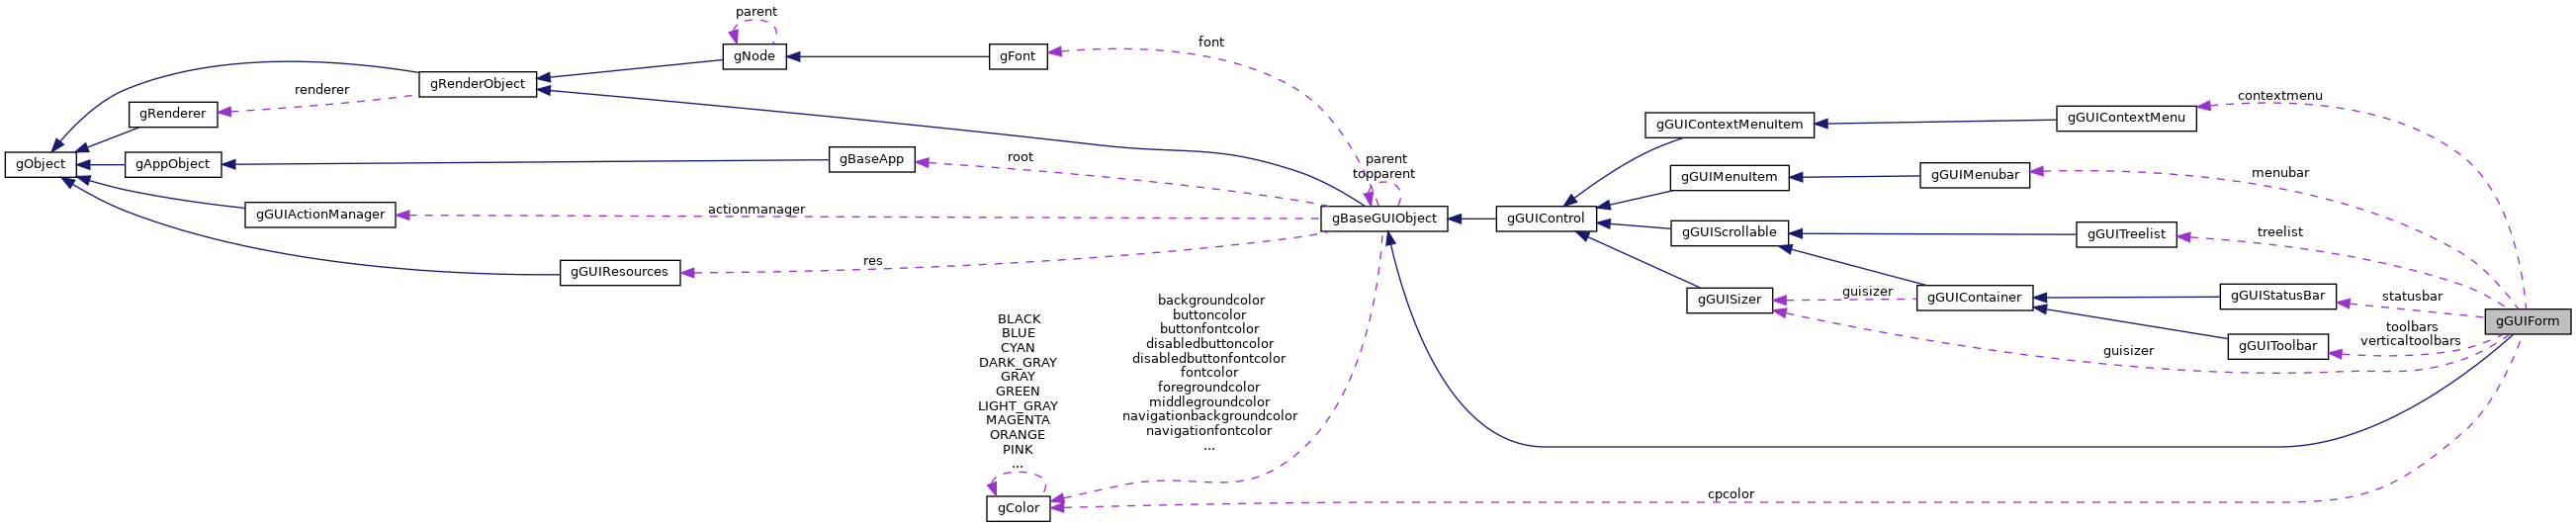 parent
gNode
gFont
font
gRenderObject
renderer
gRenderer
gObject
gAppObject
gBaseApp
root
gGUIActionManager
actionmanager
gGUIResources
res
parent
topparent
gBaseGUIObject
gGUIControl
gGUIContextMenuItem
gGUIContextMenu
contextmenu
gGUIMenuItem
gGUIMenubar
menubar
gGUIScrollable
gGUITreelist
treelist
gGUISizer
guisizer
gGUIContainer
gGUIStatusBar
statusbar
gGUIToolbar
toolbars
verticaltoolbars
guisizer
gGUIForm
backgroundcolor
buttoncolor
buttonfontcolor
disabledbuttoncolor
disabledbuttonfontcolor
fontcolor
foregroundcolor
middlegroundcolor
navigationbackgroundcolor
navigationfontcolor
...
BLACK
BLUE
CYAN
DARK_GRAY
GRAY
GREEN
LIGHT_GRAY
MAGENTA
ORANGE
PINK
...
gColor
cpcolor